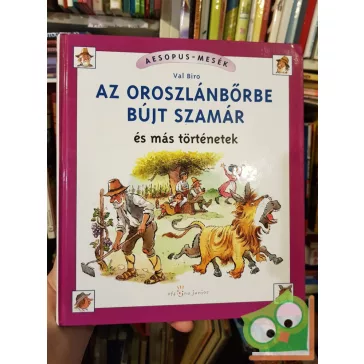 AESOPUS-MESÉK
Val Biro
AZ OROSZLÁNBŐRBE
BÚJT SZAMÁR
és más történetek